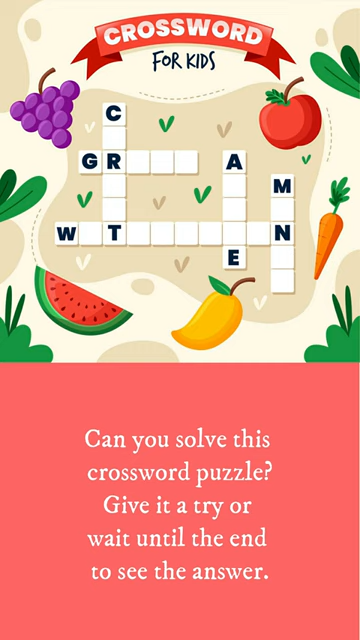 CROSSWORD
FOR KIDS
C
G R A
M
W T N
E
Can you solve this
crossword puzzle?
Give it a try or
wait until the end
to see the answer.